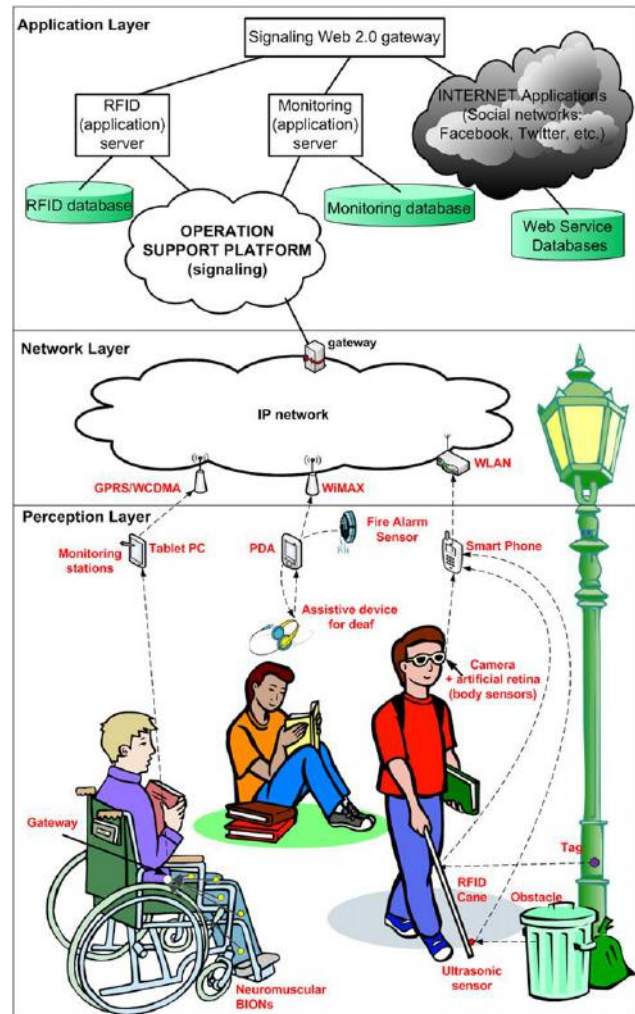 Application Layer
Signaling Web 2.0 gateway
RFID
(application)
server
Monitoring
(application)
server
INTERNET Applications
(Social networks:
Facebook, Twitter, etc.)
RFID database
Monitoring database
Web Service
Databases
OPERATION
SUPPORT PLATFORM
(signaling)
gateway
Network Layer
IP network
GPRS/WCDMA
WiMAX
WLAN
Perception Layer
Monitoring
stations
Tablet PC
PDA
Fire Alarm
Sensor
Smart Phone
Assistive device
for deaf
Camera
+ artificial retina
(body sensors)
Gateway
Tag
RFID
Cane
Obstacle
Ultrasonic
sensor
Neuromuscular
BIONs